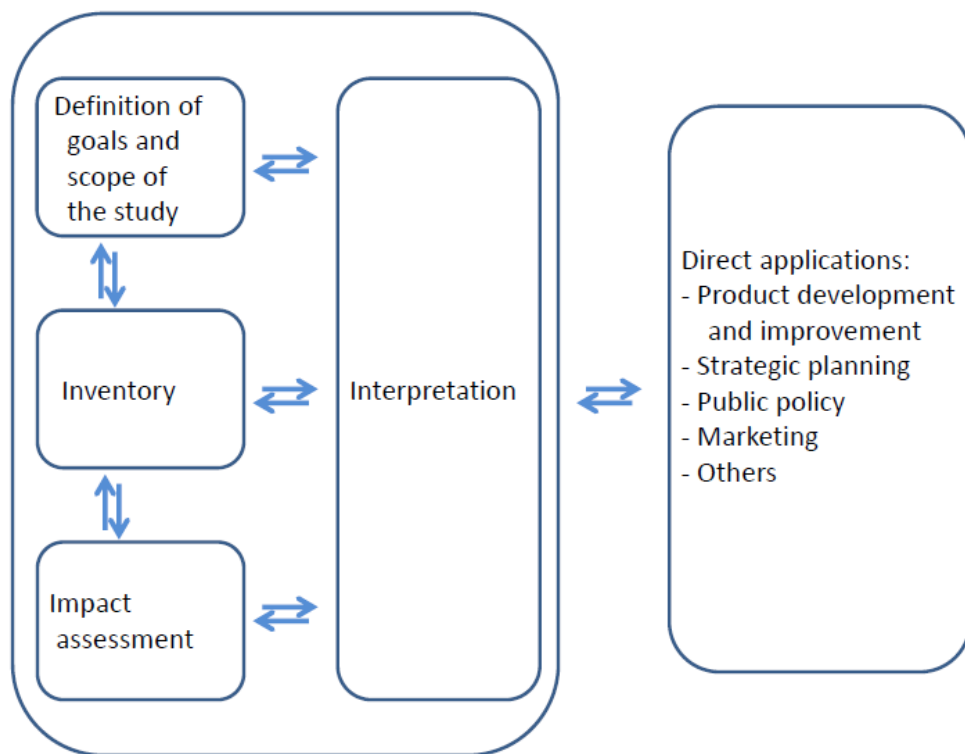 Definition of
goals and
scope of
the study
Inventory
Impact
assessment
Interpretation
Direct applications:
- Product development
and improvement
- Strategic planning
- Public policy
- Marketing
- Others